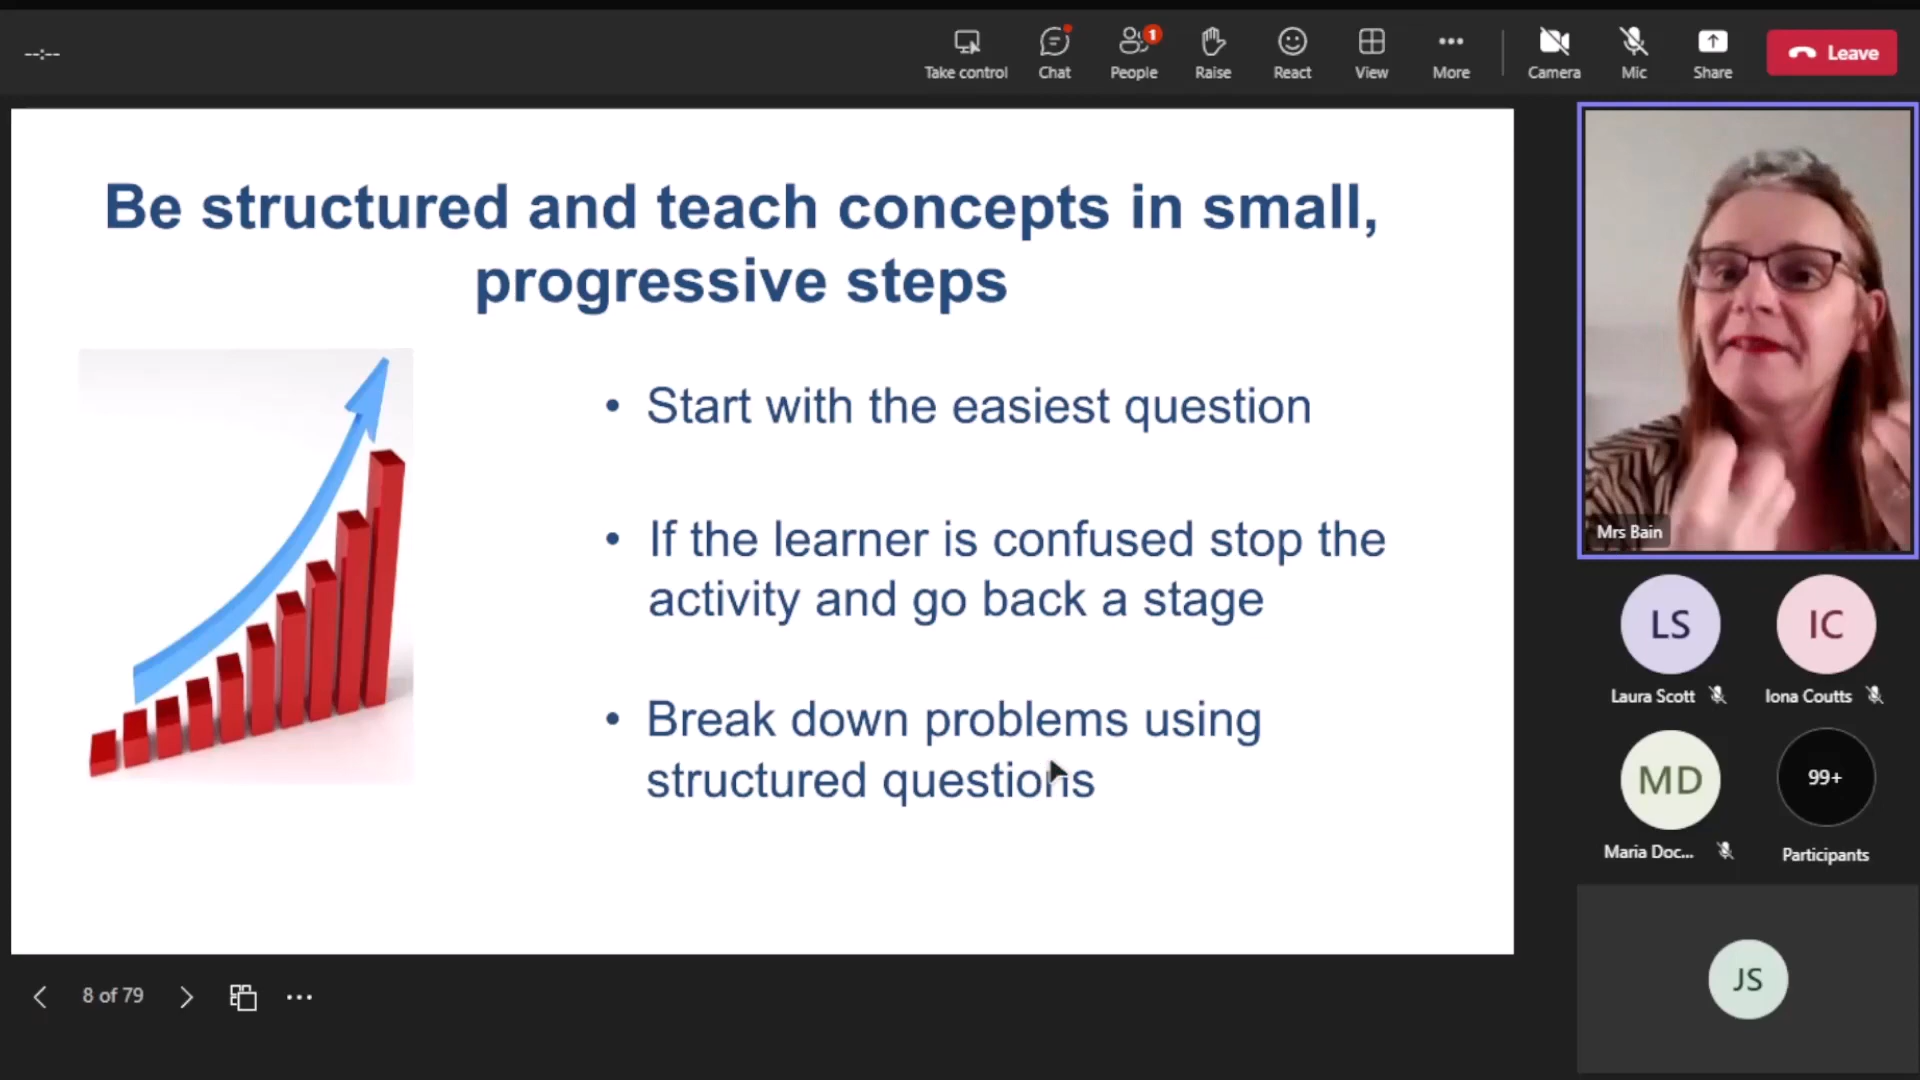 --:--
Take control
Chat
1
People
Raise
React
View
More
Camera
Mic
Share
Leave
Be structured and teach concepts in small,
progressive steps
• Start with the easiest question
• If the learner is confused stop the
activity and go back a stage
• Break down problems using
structured questions
Mrs Bain
LS
IC
Laura Scott
Iona Coutts
MD
99+
Maria Doc...
Participants
JS
8 of 79